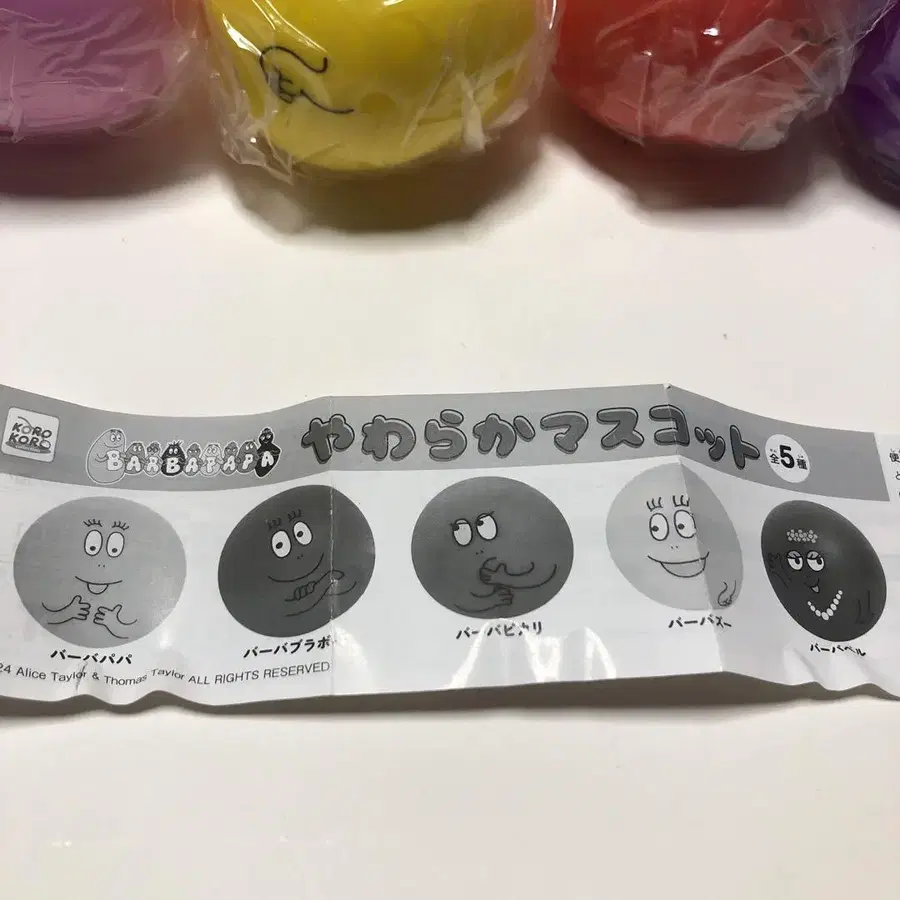 KORO KORO
BARBAPAPA
やわらかマスコット
全5種
バーバパパ
バーバブラボー
バーバピカリ
バーバズー
バーバベル
24 Alice Taylor & Thomas Taylor ALL RIGHTS RESERVED